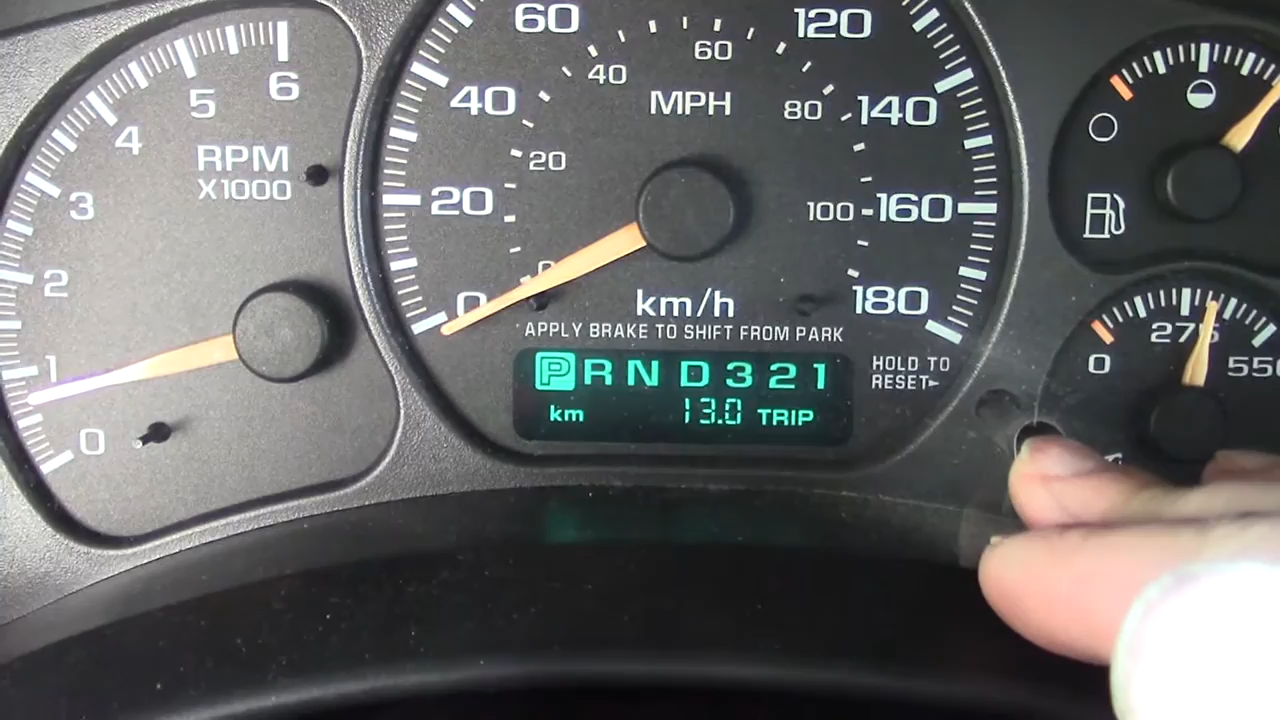 6
5
4
3
2
1
0
RPM
X1000
60
120
60
40
40
MPH
80
140
20
20
100
160
0
0
km/h
180
APPLY BRAKE TO SHIFT FROM PARK
P R N D 3 2 1
km 13.0 TRIP
HOLD TO
RESET
0
275